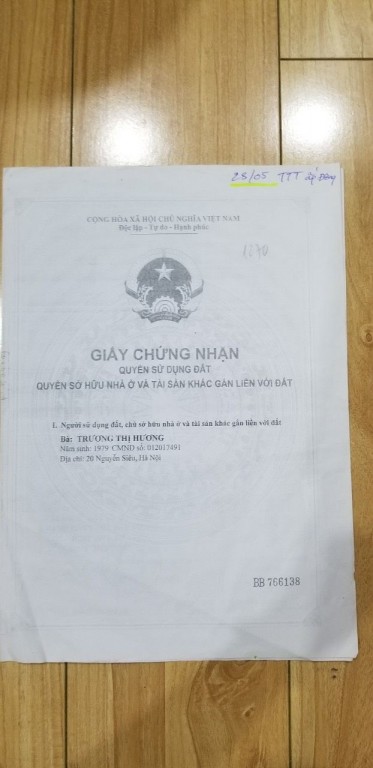 28/05 TTT
CỘNG HÒA XÃ HỘI CHỦ NGHĨA VIỆT NAM
Độc lập - Tự do - Hạnh phúc
GIẤY CHỨNG NHẬN
QUYỀN SỬ DỤNG ĐẤT
QUYỀN SỞ HỮU NHÀ Ở VÀ TÀI SẢN KHÁC GẮN LIỀN VỚI ĐẤT
I. Người sử dụng đất, chủ sở hữu nhà ở và tài sản khác gắn liền với đất
Bà: TRƯƠNG THỊ HƯƠNG
Năm sinh: 1979 CMND số: 012017491
Địa chỉ: 20 Nguyễn Siêu, Hà Nội
BB 766138